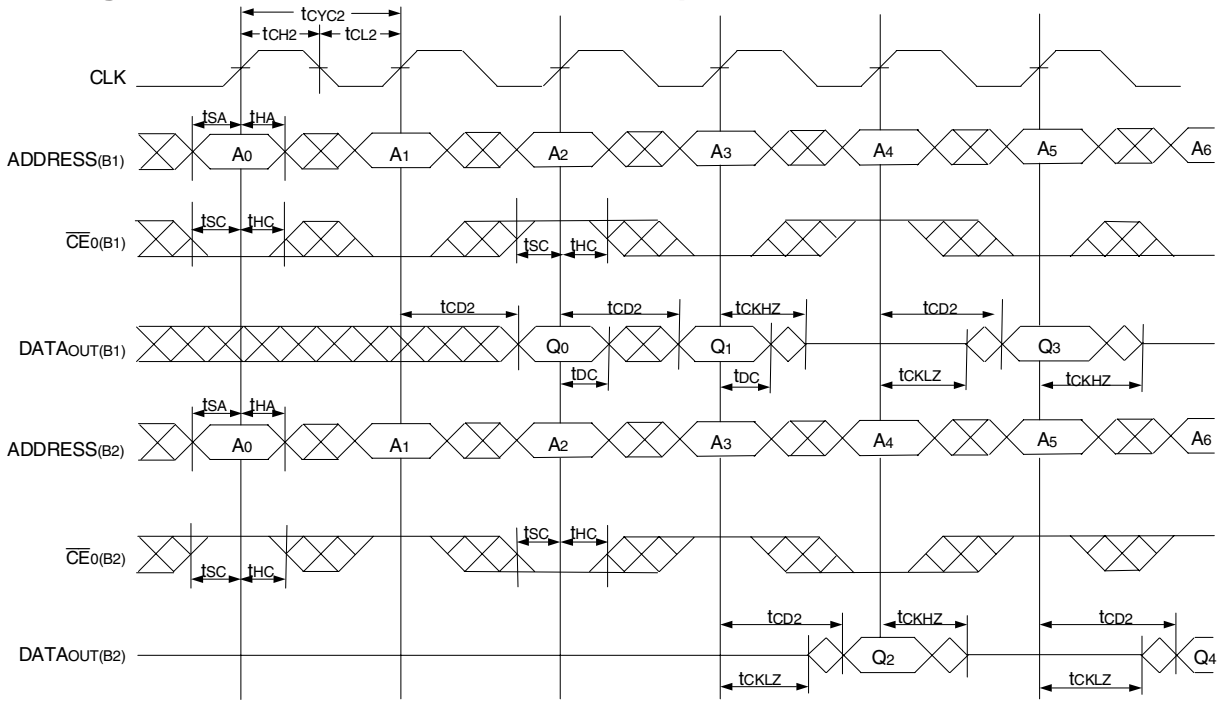 tCYC2
tCH2 tCL2
CLK
tSA tHA
ADDRESS(B1) A0 A1 A2 A3 A4 A5 A6
tSC tHC
CE0(B1) tSC tHC
tCD2 tCD2 tCKHZ tCD2
DATAOUT(B1) Q0 Q1 Q3
tDC tDC tCKLZ tCKHZ
tSA tHA
ADDRESS(B2) A0 A1 A2 A3 A4 A5 A6
tSC tHC
CE0(B2)
tSC tHC
tCD2 tCKHZ tCD2
DATAOUT(B2) Q2 Q4
tCKLZ tCKLZ